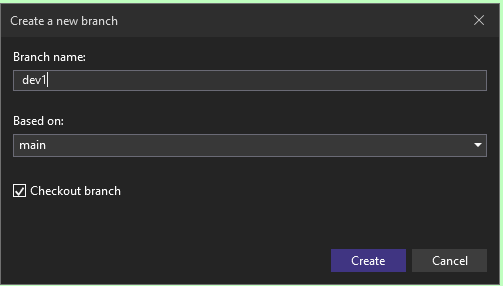 Create a new branch
Branch name:
dev1
Based on:
main
Checkout branch
Create
Cancel